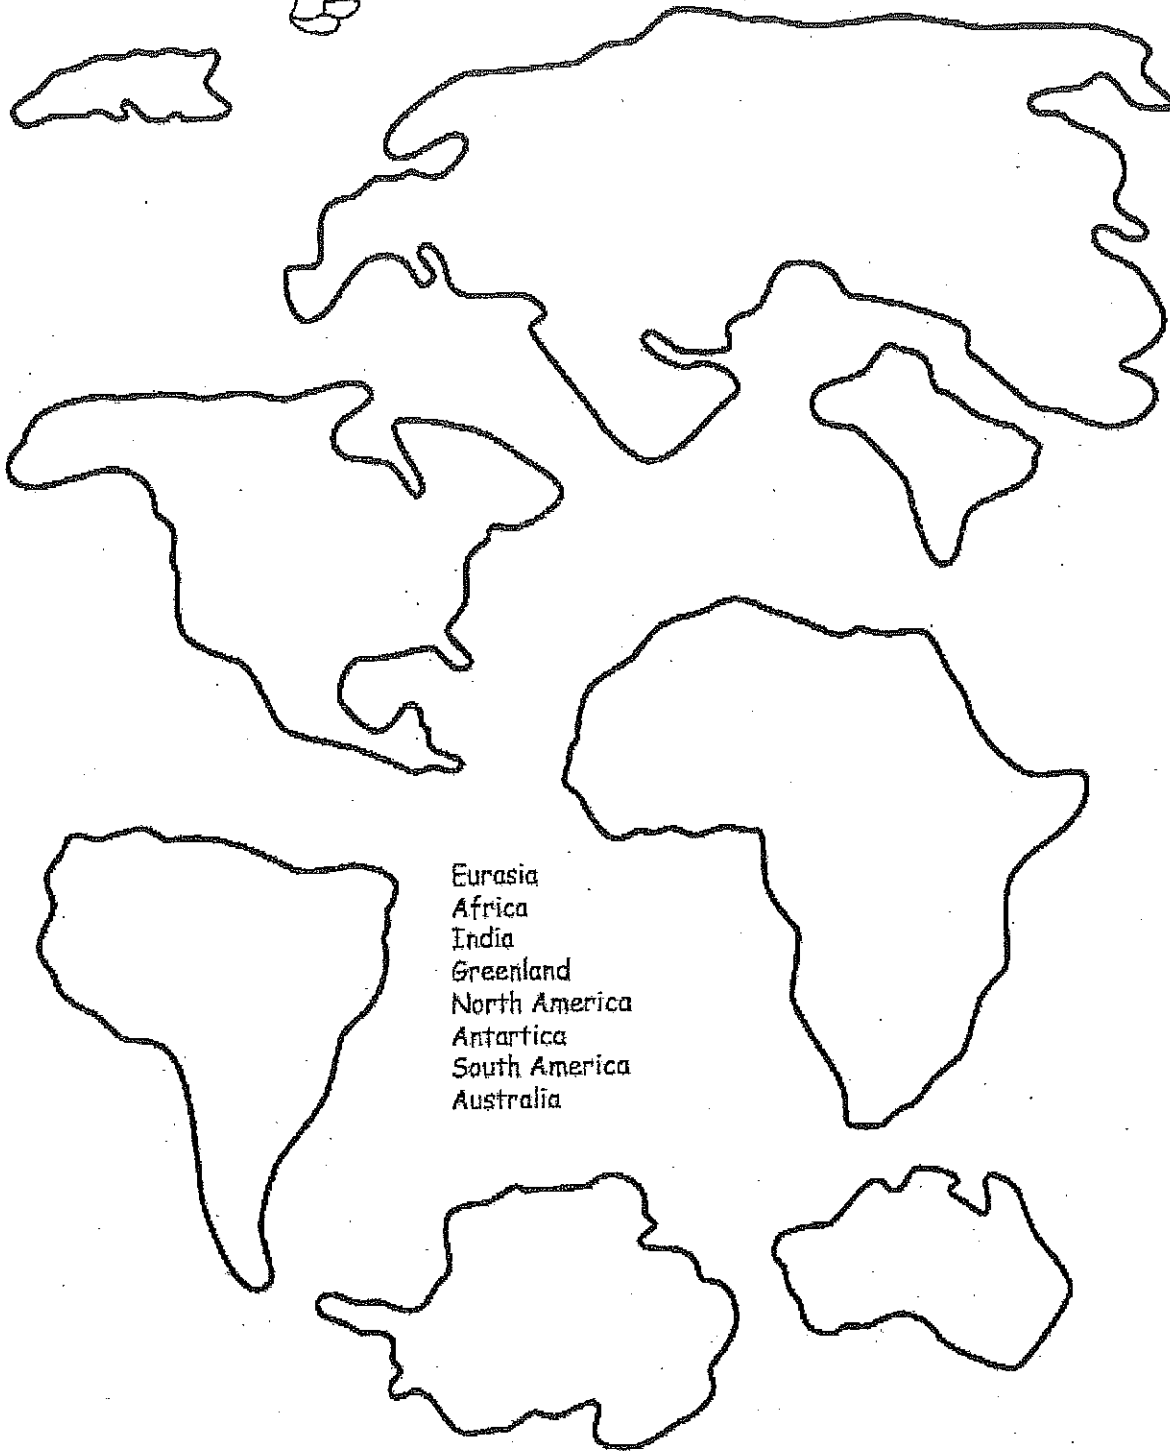 Eurasia
Africa
India
Greenland
North America
Antartica
South America
Australia